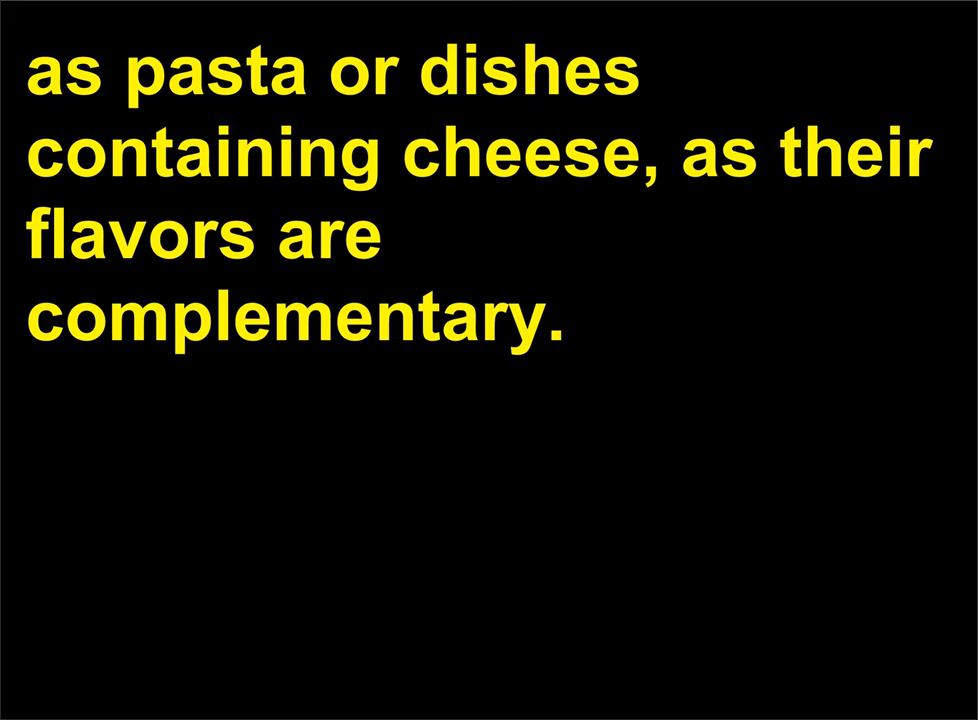 as pasta or dishes
containing cheese, as their
flavors are
complementary.